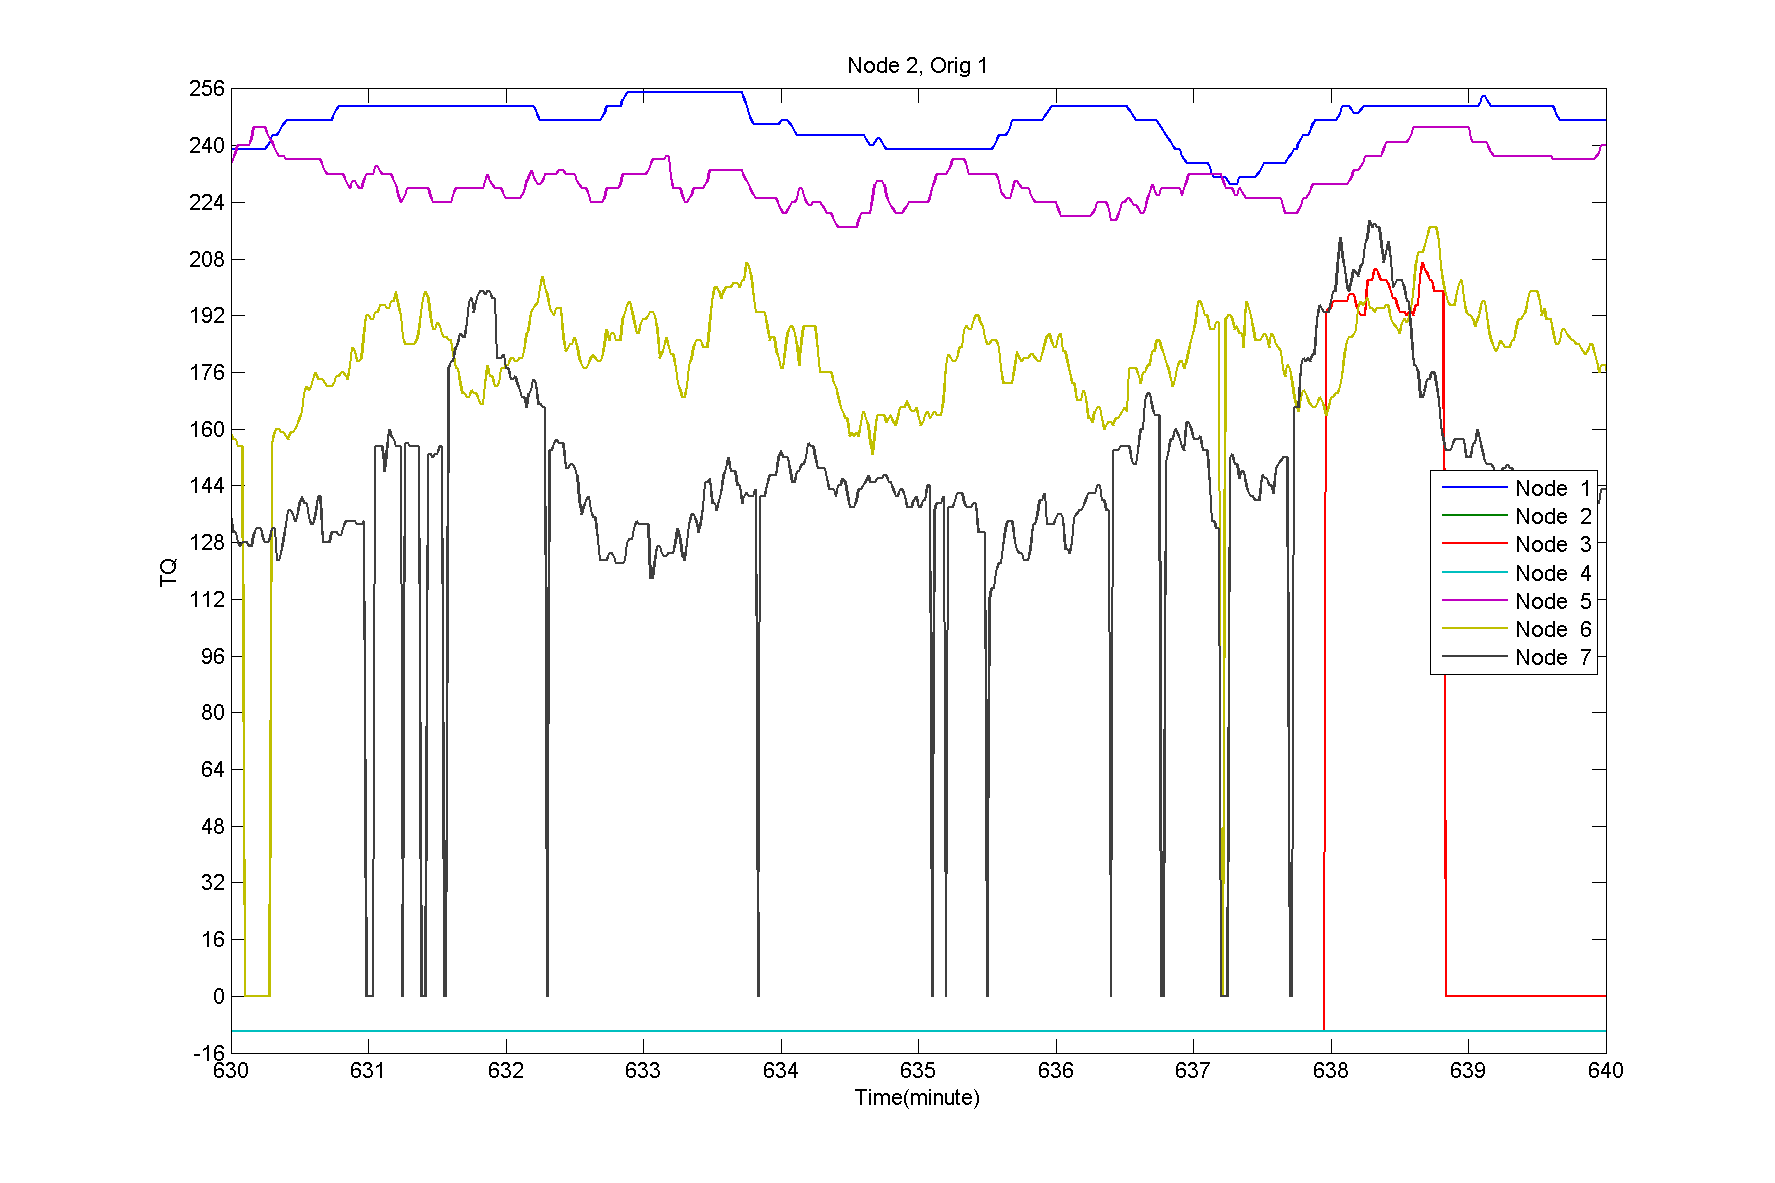 Node 2, Orig 1
256
240
224
208
192
176
160
144
128
112
96
80
64
48
32
16
0
-16
TQ
Node 1
Node 2
Node 3
Node 4
Node 5
Node 6
Node 7
630 631 632 633 634 635 636 637 638 639 640
Time(minute)